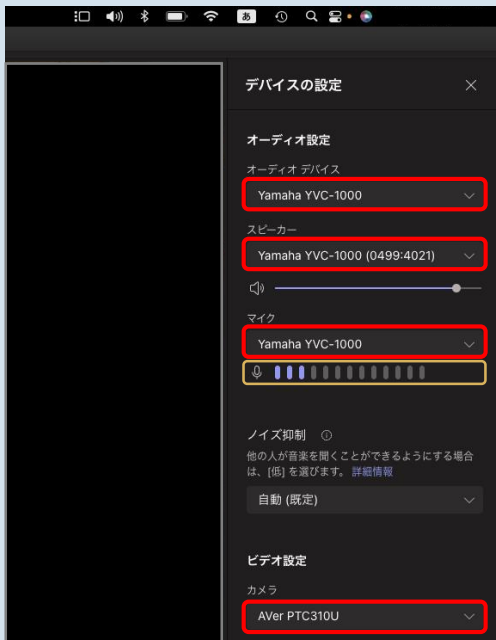 あ
デバイスの設定
オーディオ設定
オーディオ デバイス
Yamaha YVC-1000
スピーカー
Yamaha YVC-1000 (0499:4021)
マイク
Yamaha YVC-1000
ノイズ抑制
他の人が音楽を聞くことができるようにする場合
は、[低] を選びます。 詳細情報
自動 (既定)
ビデオ設定
カメラ
AVer PTC310U